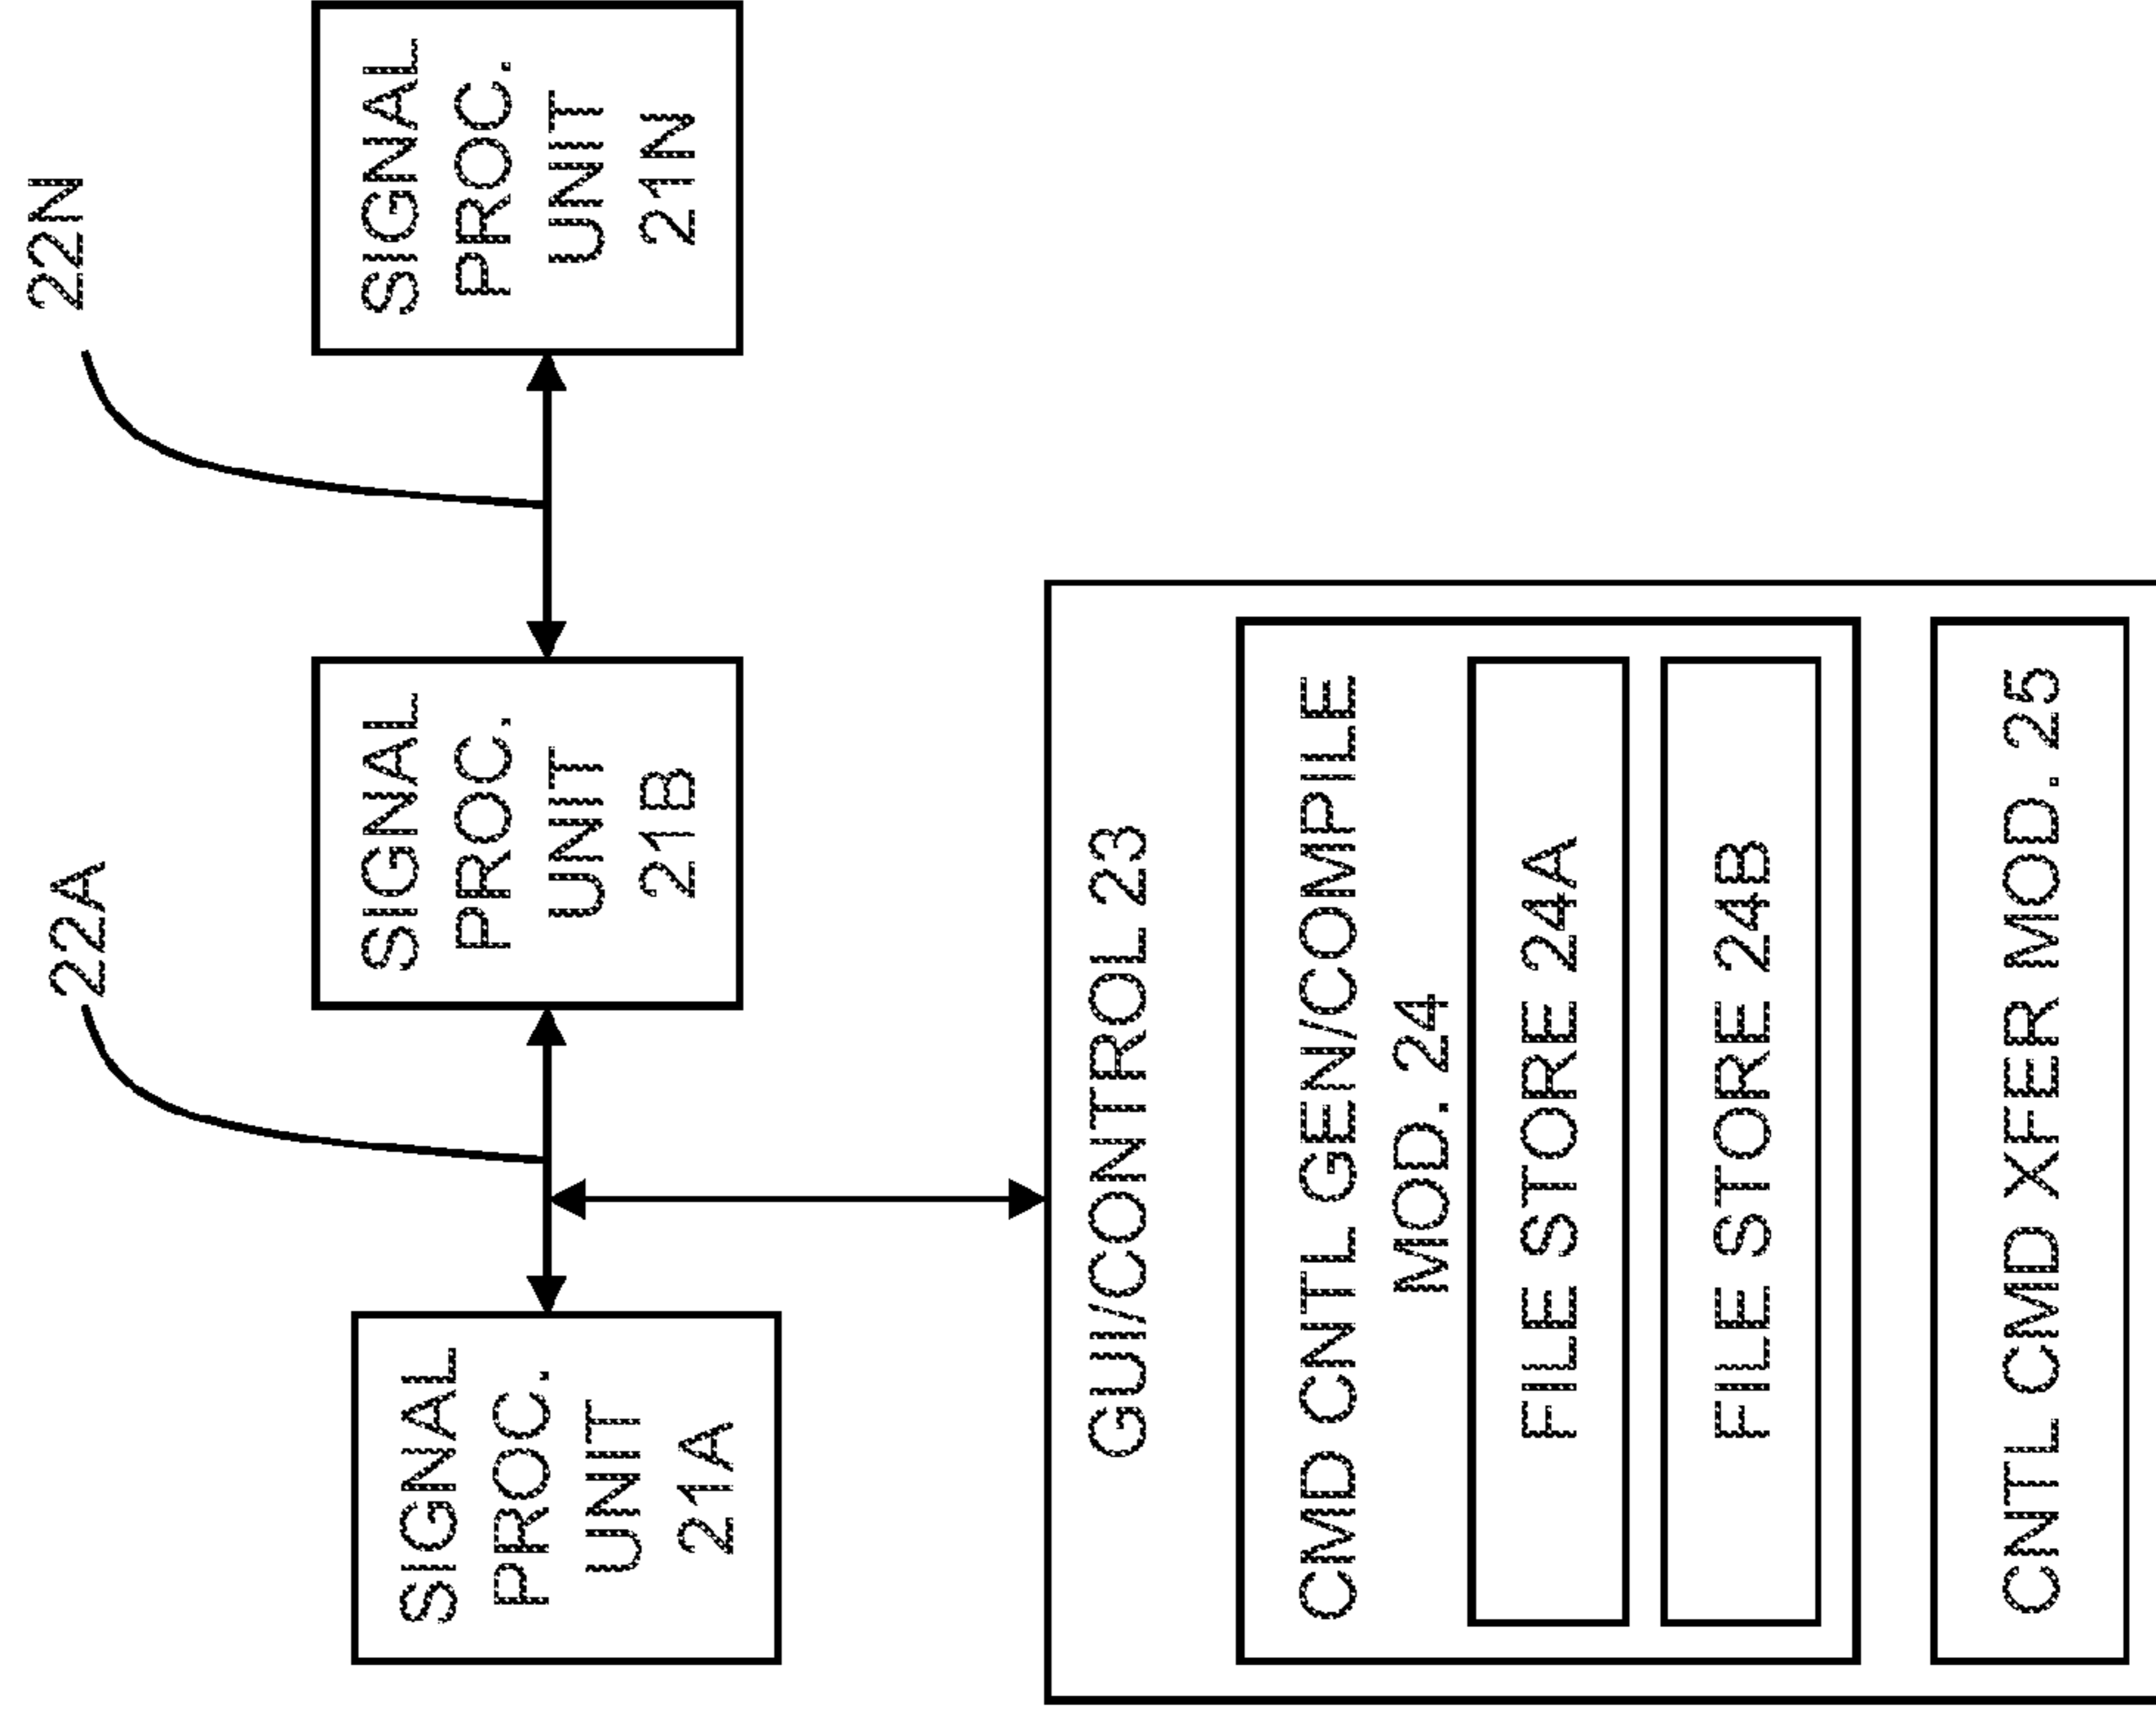 22A
22N
SIGNAL
PROC.
UNIT
21A
SIGNAL
PROC.
UNIT
21B
SIGNAL
PROC.
UNIT
21N
GUI/CONTROL 23
CMD CNTL GEN/COMPILE
MOD. 24
FILE STORE 24A
FILE STORE 24B
CNTL CMD XFER MOD. 25